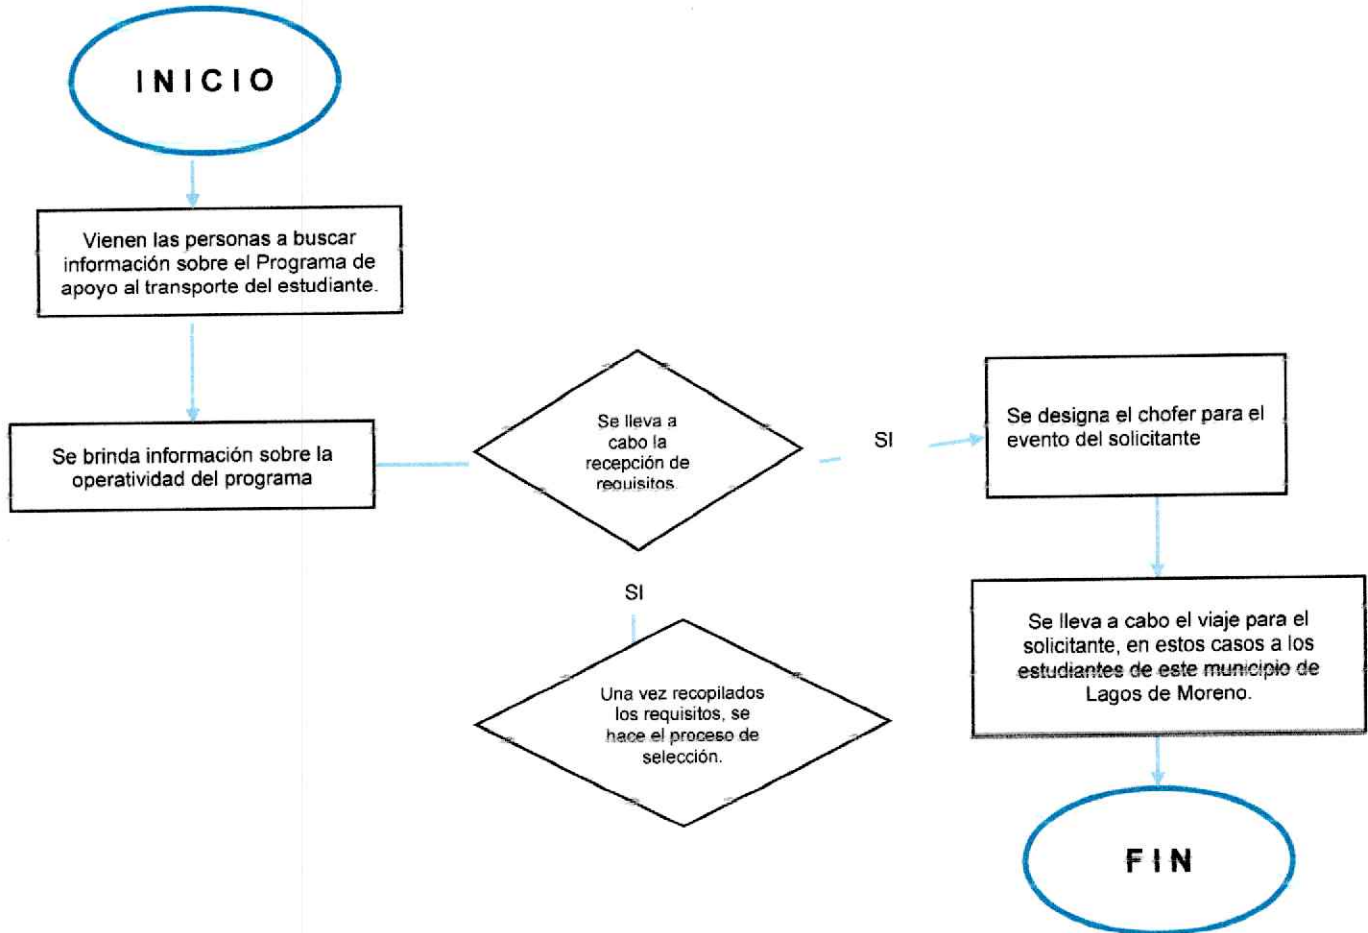 INICIO
Vienen las personas a buscar
información sobre el Programa de
apoyo al transporte del estudiante.
Se brinda información sobre la
operatividad del programa
Se lleva a
cabo la
recepción de
requisitos.
SI
Se designa el chofer para el
evento del solicitante
SI
Una vez recopilados
los requisitos, se
hace el proceso de
selección.
Se lleva a cabo el viaje para el
solicitante, en estos casos a los
estudiantes de este municipio de
Lagos de Moreno.
FIN